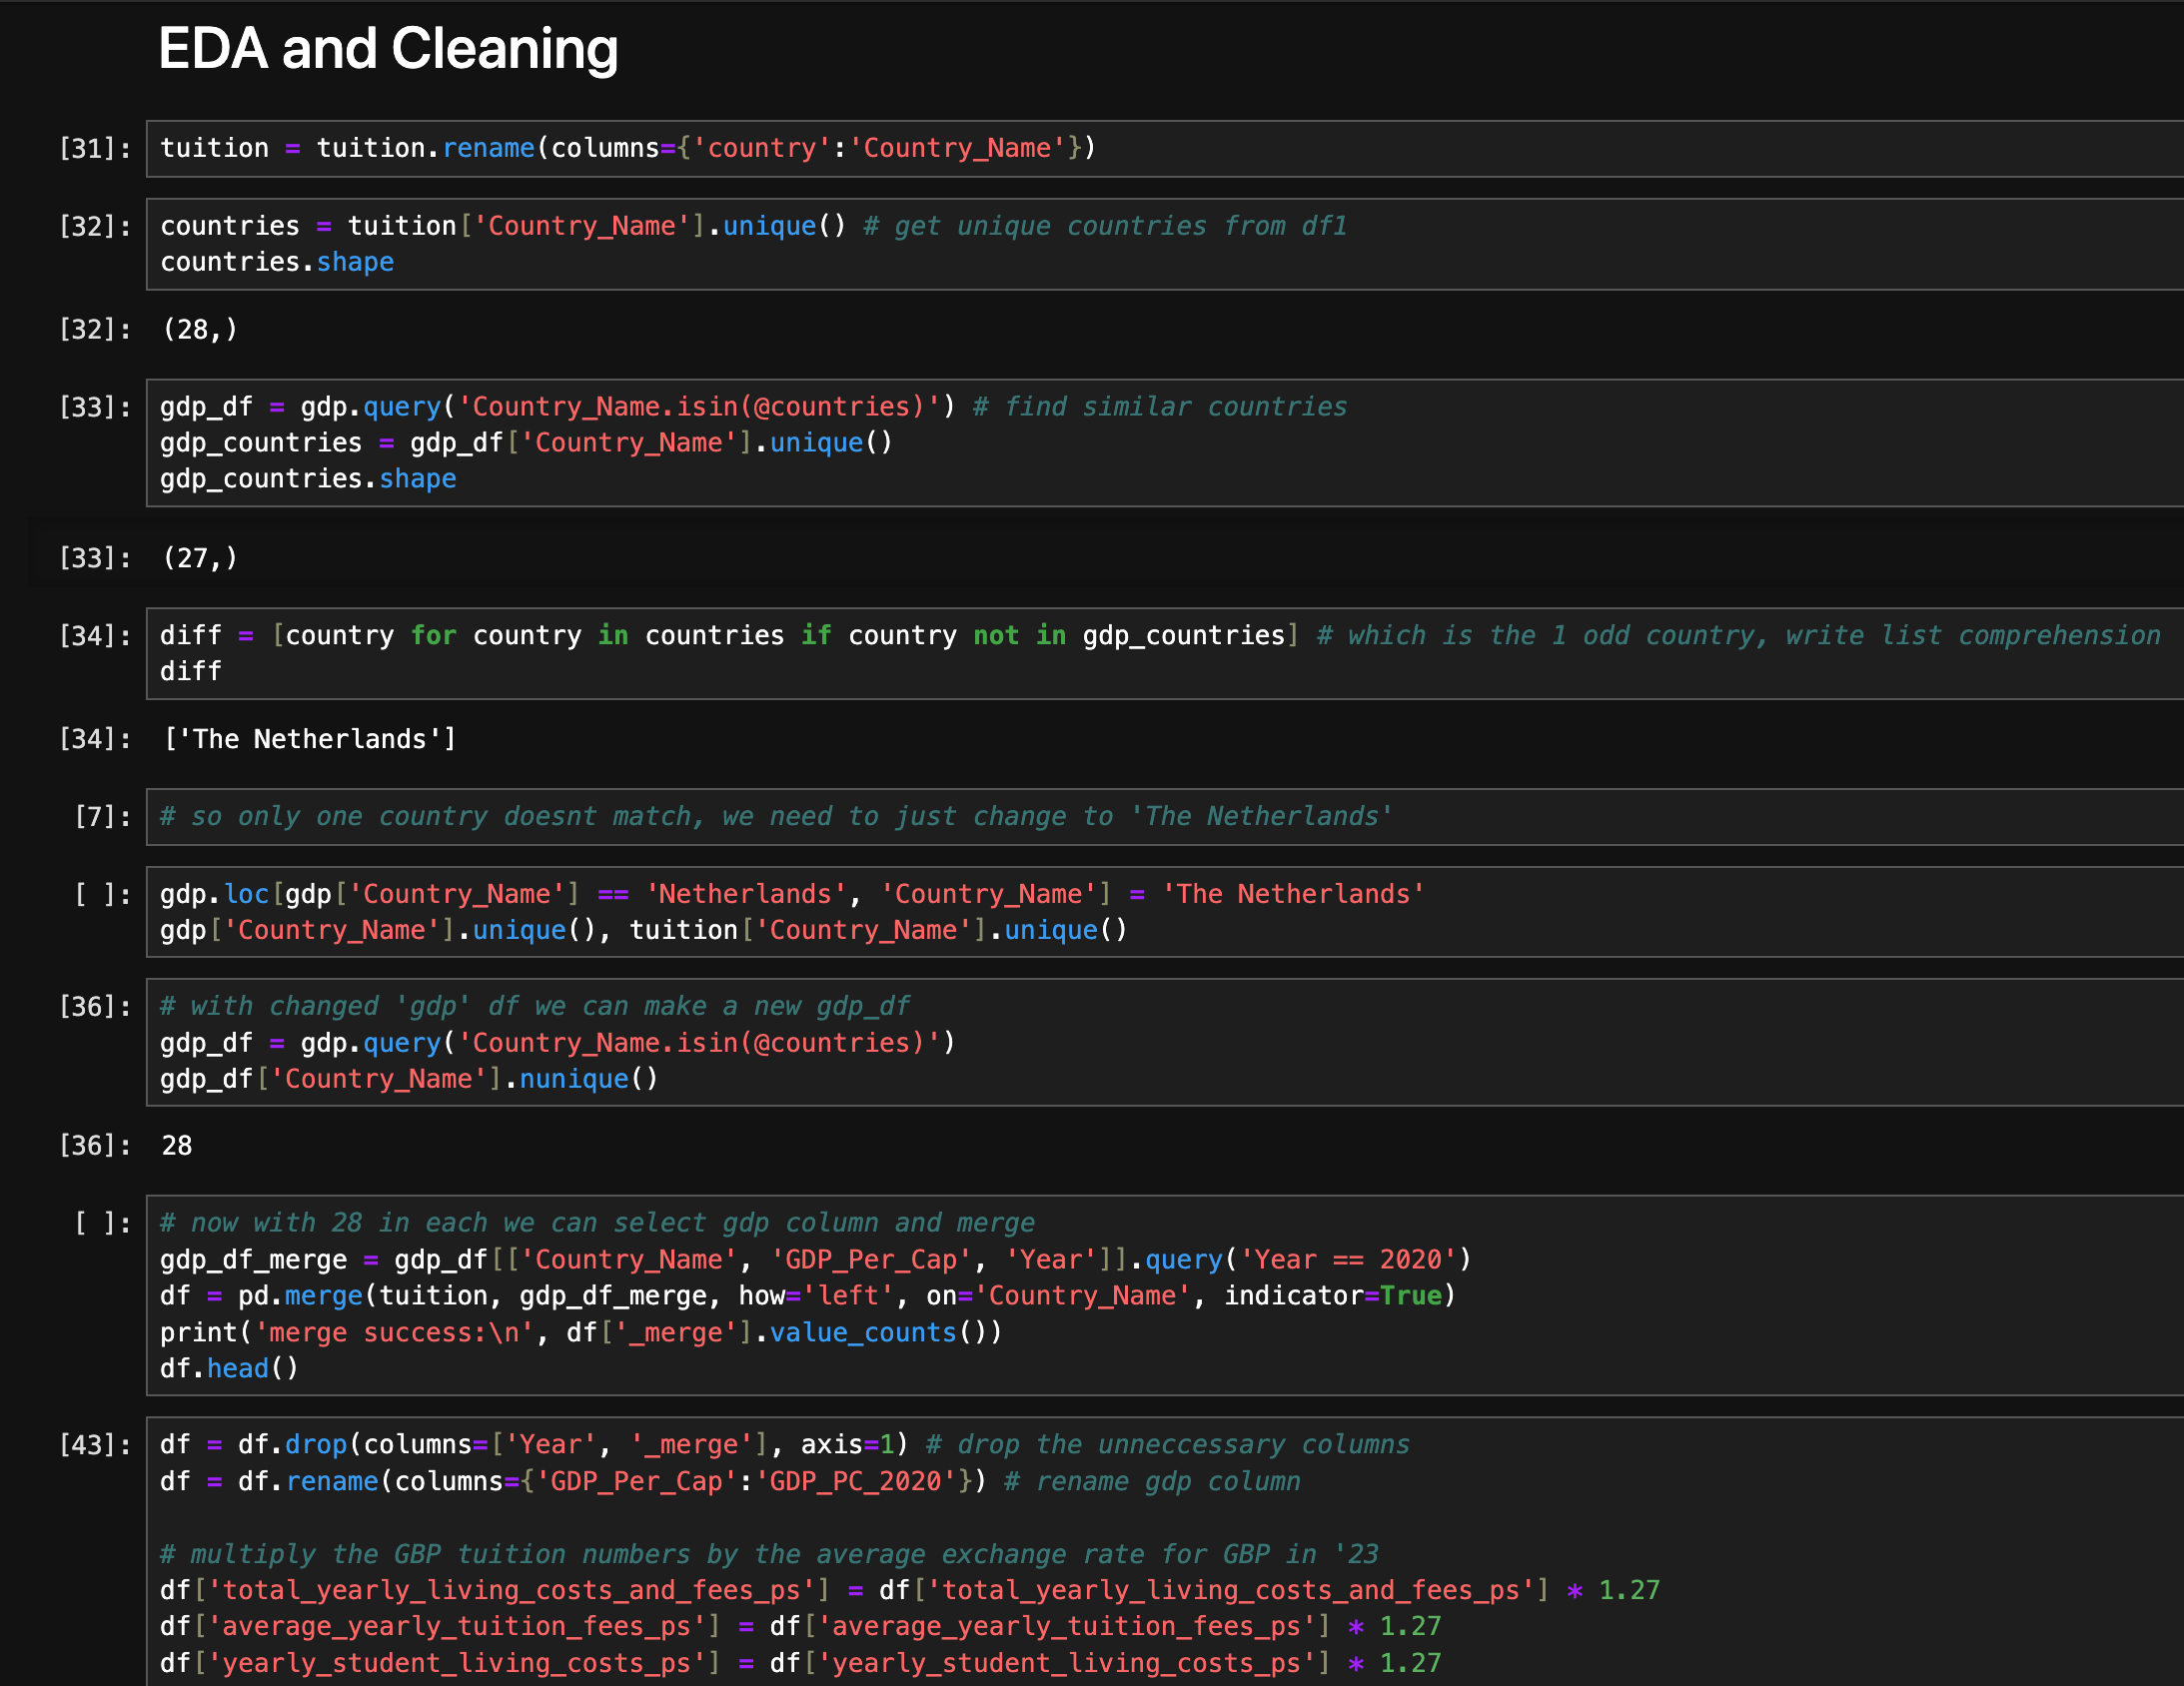 EDA and Cleaning
[31]: tuition = tuition.rename(columns={'country':'Country_Name'})
[32]: countries = tuition['Country_Name'].unique() # get unique countries from df1
countries.shape
[32]: (28,)
[33]: gdp_df = gdp.query('Country_Name.isin(@countries)') # find similar countries
gdp_countries = gdp_df['Country_Name'].unique()
gdp_countries.shape
[33]: (27,)
[34]: diff = [country for country in countries if country not in gdp_countries] # which is the 1 odd country, write list comprehension
diff
[34]: ['The Netherlands']
[7]: # so only one country doesnt match, we need to just change to 'The Netherlands'
[ ]: gdp.loc[gdp['Country_Name'] == 'Netherlands', 'Country_Name'] = 'The Netherlands'
gdp['Country_Name'].unique(), tuition['Country_Name'].unique()
[36]: # with changed 'gdp' df we can make a new gdp_df
gdp_df = gdp.query('Country_Name.isin(@countries)')
gdp_df['Country_Name'].nunique()
[36]: 28
[ ]: # now with 28 in each we can select gdp column and merge
gdp_df_merge = gdp_df[['Country_Name', 'GDP_Per_Cap', 'Year']].query('Year == 2020')
df = pd.merge(tuition, gdp_df_merge, how='left', on='Country_Name', indicator=True)
print('merge success:\n', df['_merge'].value_counts())
df.head()
[43]: df = df.drop(columns=['Year', '_merge'], axis=1) # drop the unneccessary columns
df = df.rename(columns={'GDP_Per_Cap':'GDP_PC_2020'}) # rename gdp column
# multiply the GBP tuition numbers by the average exchange rate for GBP in '23
df['total_yearly_living_costs_and_fees_ps'] = df['total_yearly_living_costs_and_fees_ps'] * 1.27
df['average_yearly_tuition_fees_ps'] = df['average_yearly_tuition_fees_ps'] * 1.27
df['yearly_student_living_costs_ps'] = df['yearly_student_living_costs_ps'] * 1.27